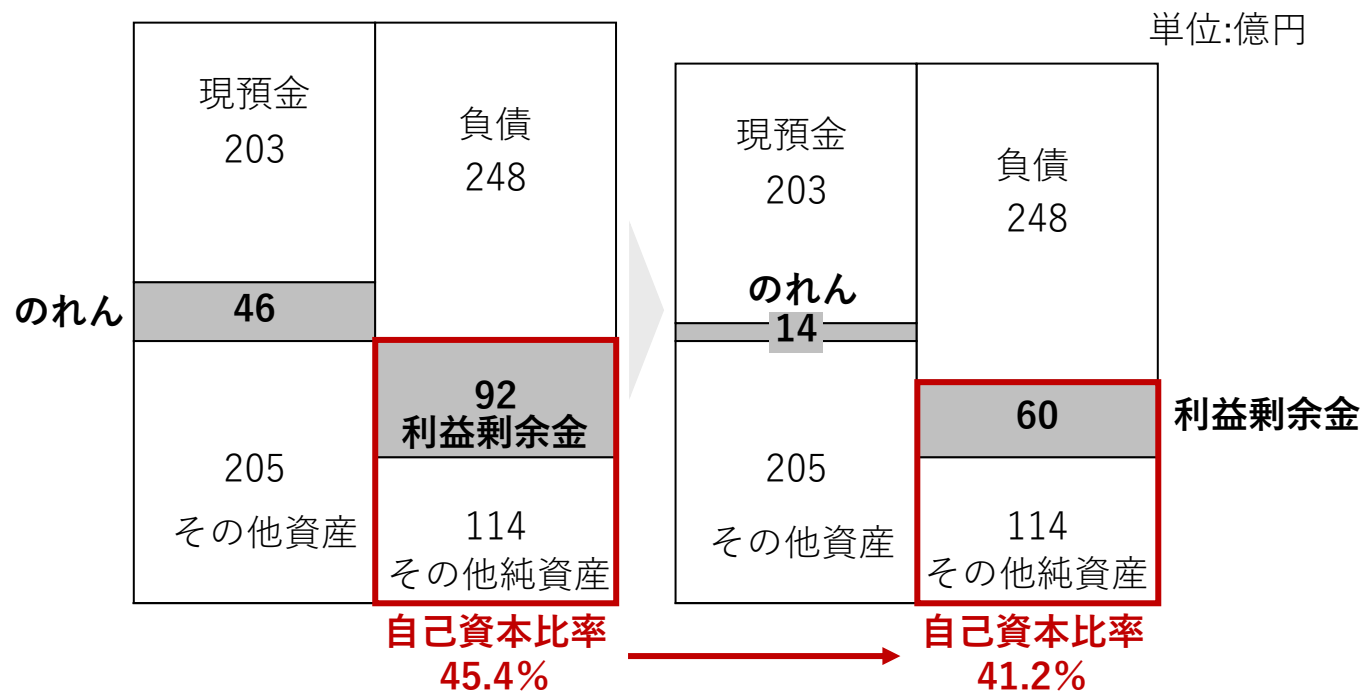 単位:億円
現預金
203
負債
248
のれん
46
92
利益剰余金
205
その他資産
114
その他純資産
自己資本比率
45.4%
現預金
203
負債
248
のれん
14
60
利益剰余金
205
その他資産
114
その他純資産
自己資本比率
41.2%